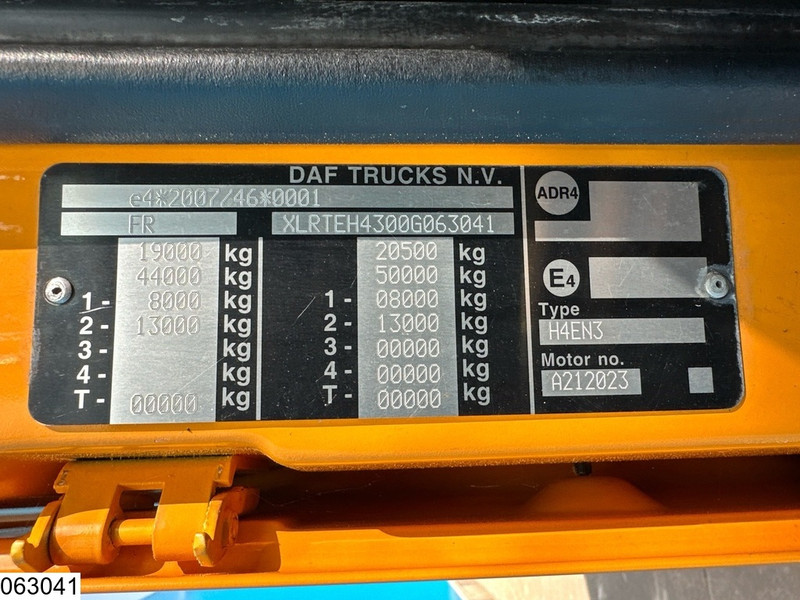 DAF TRUCKS N.V.
e4*2007/46*0001
FR XLRTEH4300G063041
19000 kg 20500 kg
44000 kg 50000 kg
1- 8000 kg 1- 08000 kg
2- 13000 kg 2- 13000 kg
3- kg 3- 00000 kg
4- kg 4- 00000 kg
T- 00000 kg T- 00000 kg
ADR4
E4
Type
H4EN3
Motor no.
A212023
063041